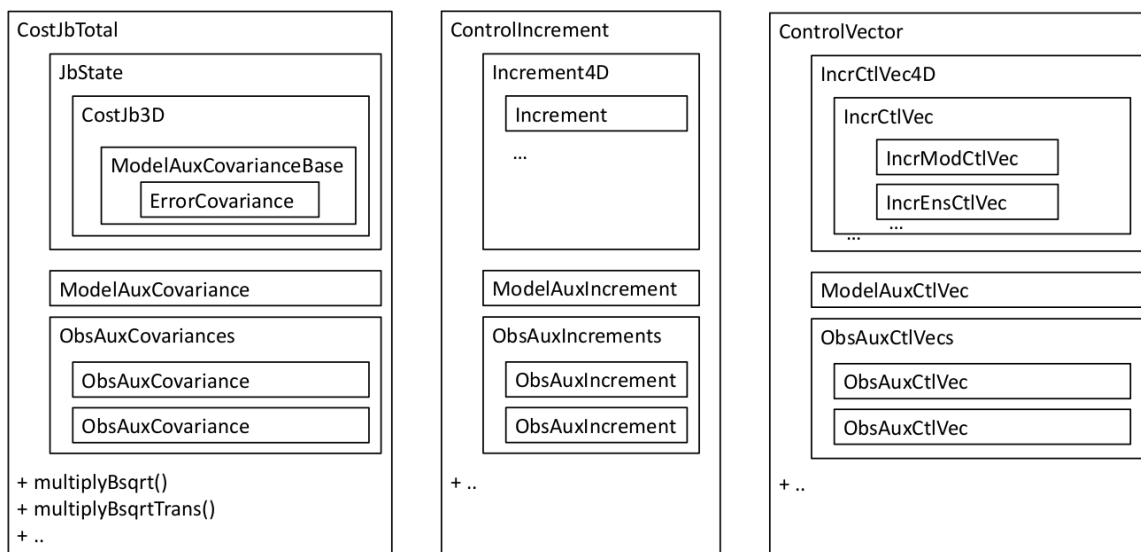 CostJbTotal
JbState
CostJb3D
ModelAuxCovarianceBase
ErrorCovariance
ModelAuxCovariance
ObsAuxCovariances
ObsAuxCovariance
ObsAuxCovariance
+ multiplyBsqrt()
+ multiplyBsqrtTrans()
+ ..
ControlIncrement
Increment4D
Increment
...
ModelAuxIncrement
ObsAuxIncrements
ObsAuxIncrement
ObsAuxIncrement
+ ..
ControlVector
IncrCtlVec4D
IncrCtlVec
IncrModCtlVec
IncrEnsCtlVec
...
...
ModelAuxCtlVec
ObsAuxCtlVecs
ObsAuxCtlVec
ObsAuxCtlVec
+ ..